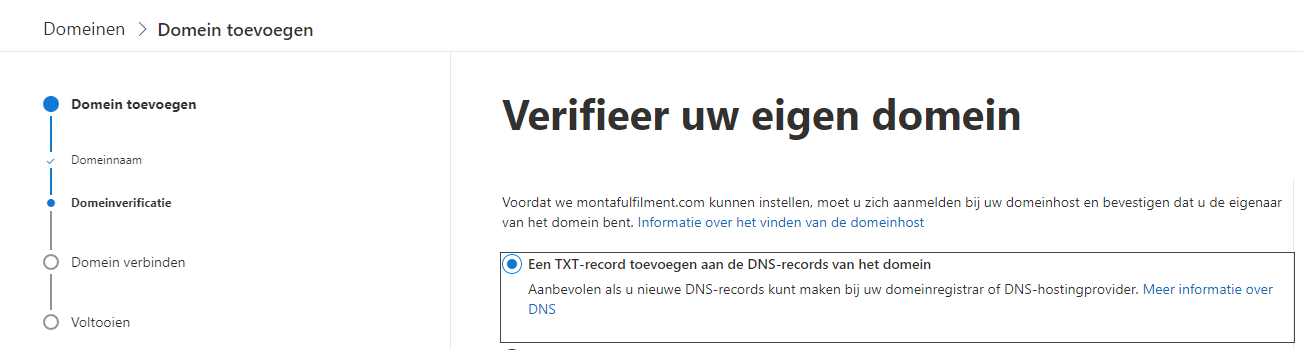 Domeinen > Domein toevoegen
Domein toevoegen
Domeinnaam
Domeinverificatie
Domein verbinden
Voltooien
Verifieer uw eigen domein
Voordat we montafulfilment.com kunnen instellen, moet u zich aanmelden bij uw domeinhost en bevestigen dat u de eigenaar
van het domein bent. Informatie over het vinden van de domeinhost
Een TXT-record toevoegen aan de DNS-records van het domein
Aanbevolen als u nieuwe DNS-records kunt maken bij uw domeinregistrar of DNS-hostingprovider. Meer informatie over
DNS